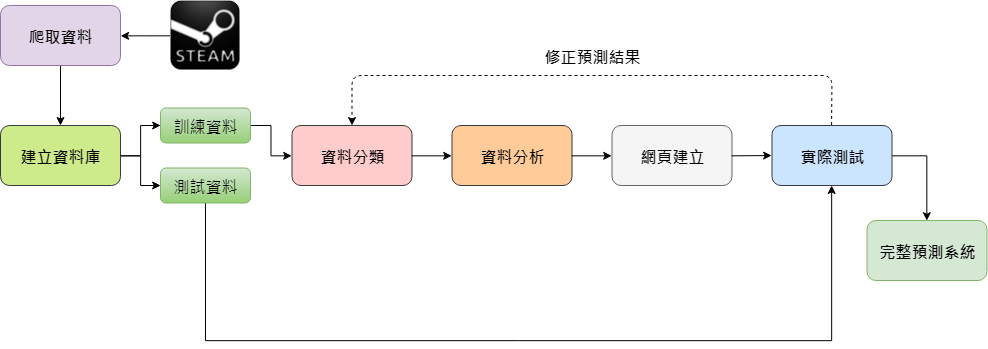 爬取資料
STEAM
修正預測結果
建立資料庫
訓練資料
測試資料
資料分類
資料分析
網頁建立
實際測試
完整預測系統